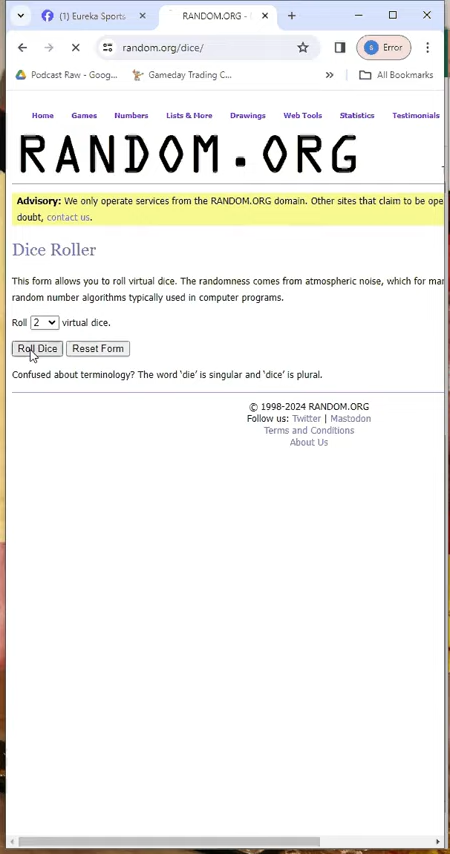 (1) Eureka Sports
RANDOM.ORG -
random.org/dice/
S Error
Podcast Raw - Goog...
Gameday Trading C...
» All Bookmarks
Home Games Numbers Lists & More Drawings Web Tools Statistics Testimonials
RANDOM.ORG
Advisory: We only operate services from the RANDOM.ORG domain. Other sites that claim to be ope
doubt, contact us.
Dice Roller
This form allows you to roll virtual dice. The randomness comes from atmospheric noise, which for mar
random number algorithms typically used in computer programs.
Roll 2 virtual dice.
Roll Dice Reset Form
Confused about terminology? The word ‘die’ is singular and ‘dice’ is plural.
© 1998-2024 RANDOM.ORG
Follow us: Twitter | Mastodon
Terms and Conditions
About Us